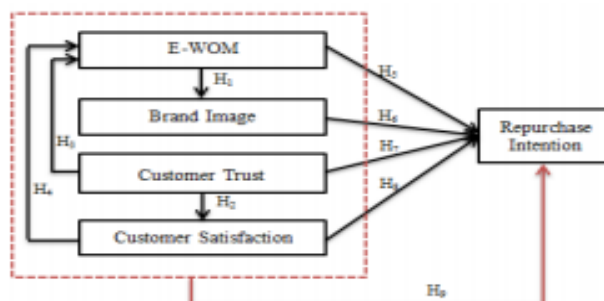 E-WOM
H₁
H₅
Brand Image
H₆
Repurchase
Intention
H₃
H₇
Customer Trust
H₄
H₂
H₈
Customer Satisfaction
H₉